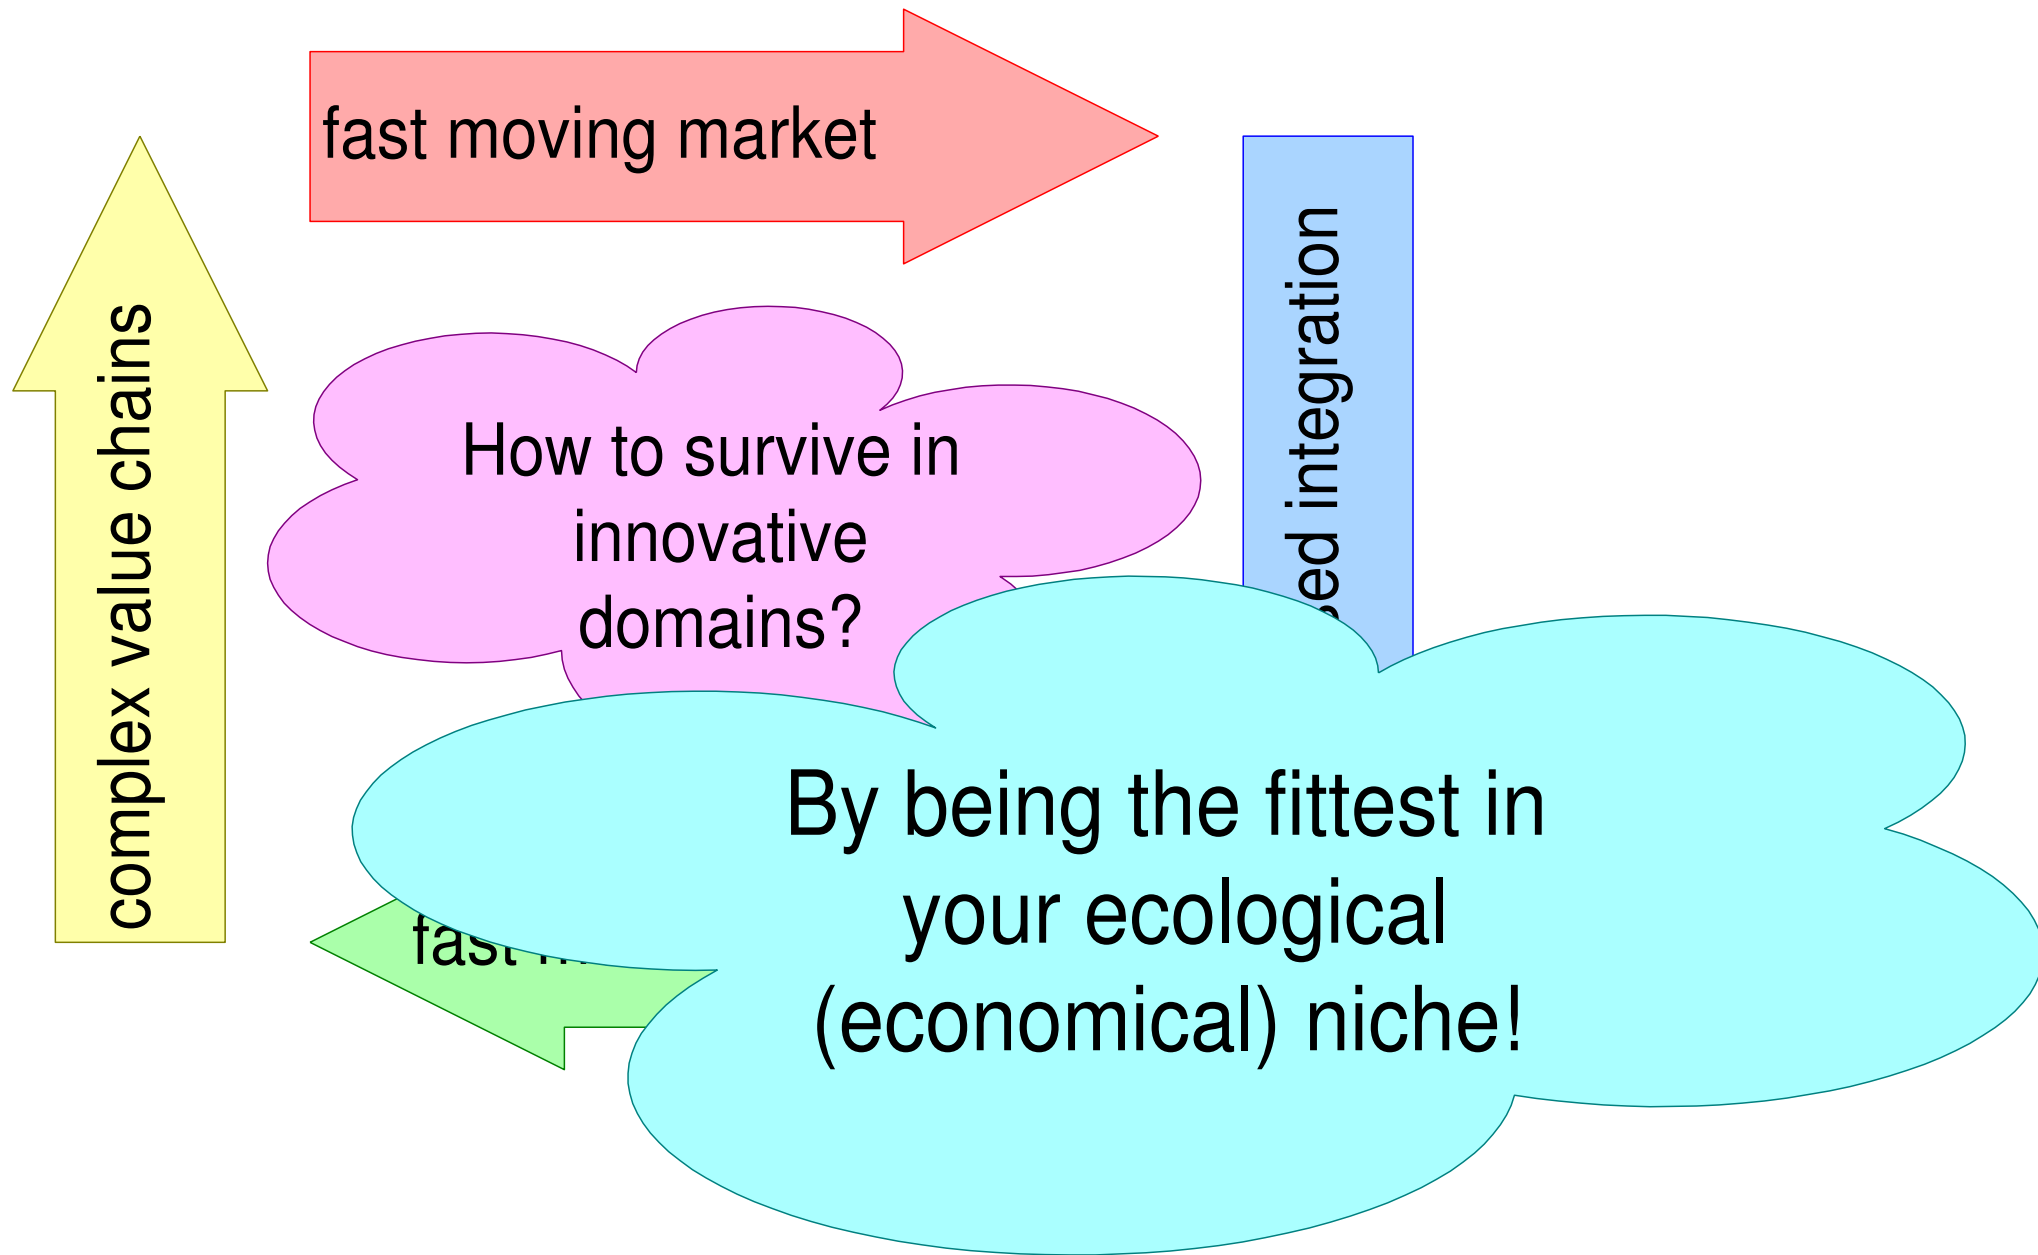 fast moving market
complex value chains
integration
How to survive in
innovative
domains?
By being the fittest in
your ecological
(economical) niche!
fast